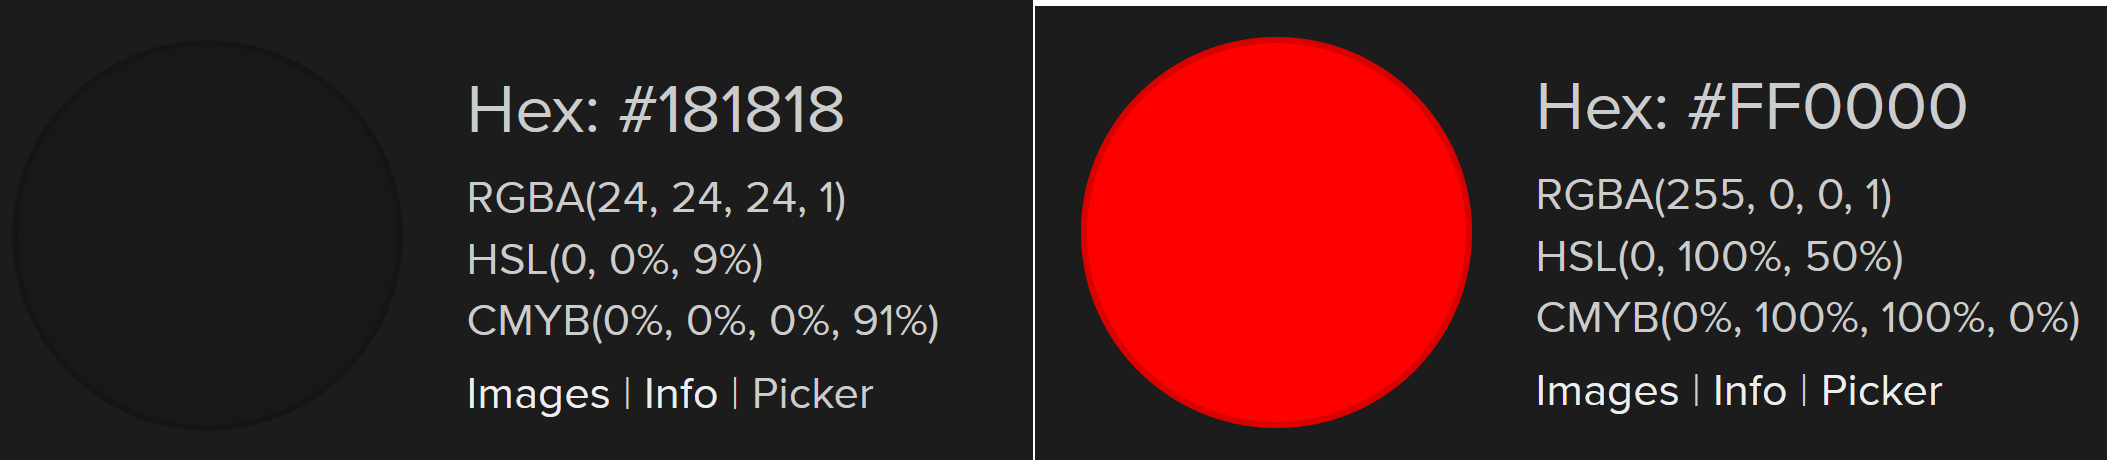 Hex: #181818
RGBA(24, 24, 24, 1)
HSL(0, 0%, 9%)
CMYB(0%, 0%, 0%, 91%)
Images | Info | Picker
Hex: #FF0000
RGBA(255, 0, 0, 1)
HSL(0, 100%, 50%)
CMYB(0%, 100%, 100%, 0%)
Images | Info | Picker